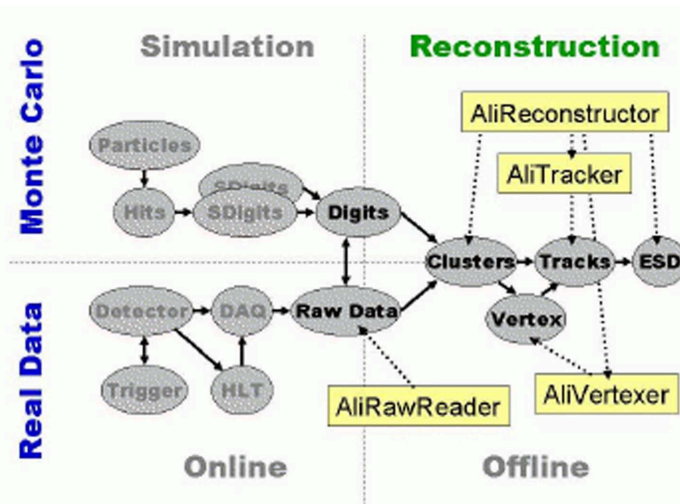 Simulation
Reconstruction
Monte Carlo
AliReconstructor
Particles
AliTracker
SDigits
Hits
SDigits
Digits
Clusters
Tracks
ESD
Real Data
Detector
DAQ
Raw Data
Vertex
Trigger
HLT
AliRawReader
AliVertexer
Online
Offline